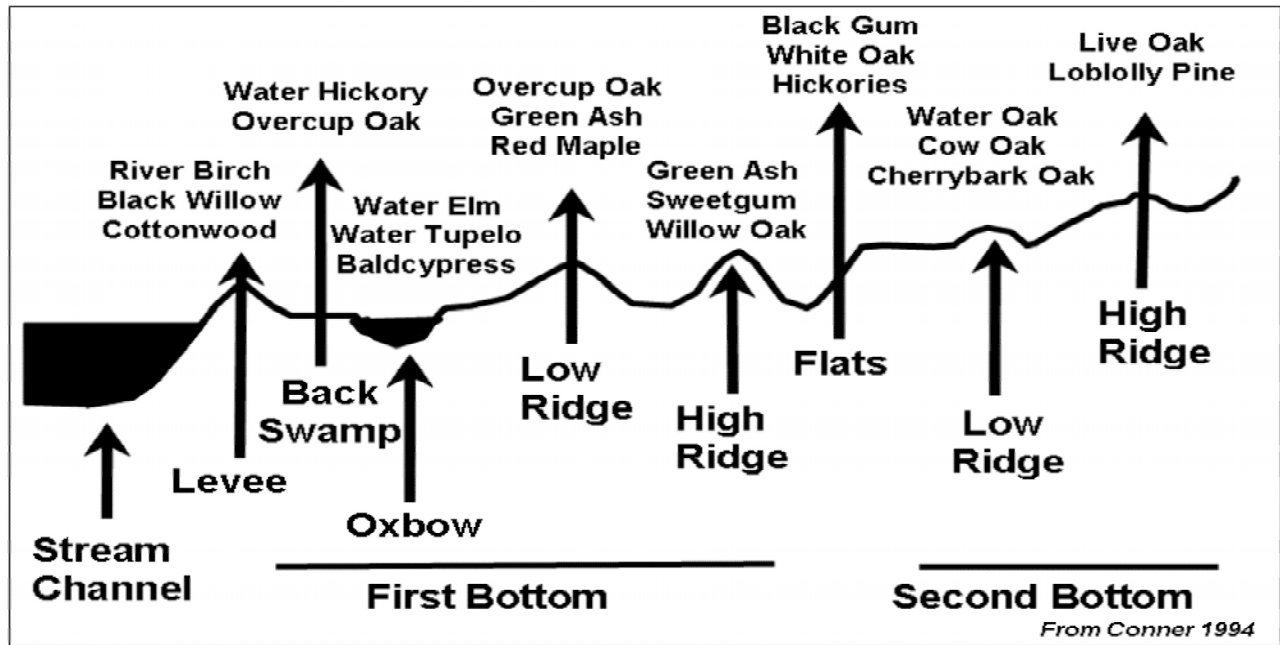 Black Gum
White Oak
Hickories
Live Oak
Loblolly Pine
Water Hickory
Overcup Oak
Overcup Oak
Green Ash
Red Maple
Water Oak
Cow Oak
Cherrybark Oak
River Birch
Black Willow
Cottonwood
Water Elm
Water Tupelo
Baldcypress
Green Ash
Sweetgum
Willow Oak
Stream
Channel
Levee
Back
Swamp
Oxbow
Low
Ridge
High
Ridge
Flats
Low
Ridge
High
Ridge
First Bottom
Second Bottom
From Conner 1994